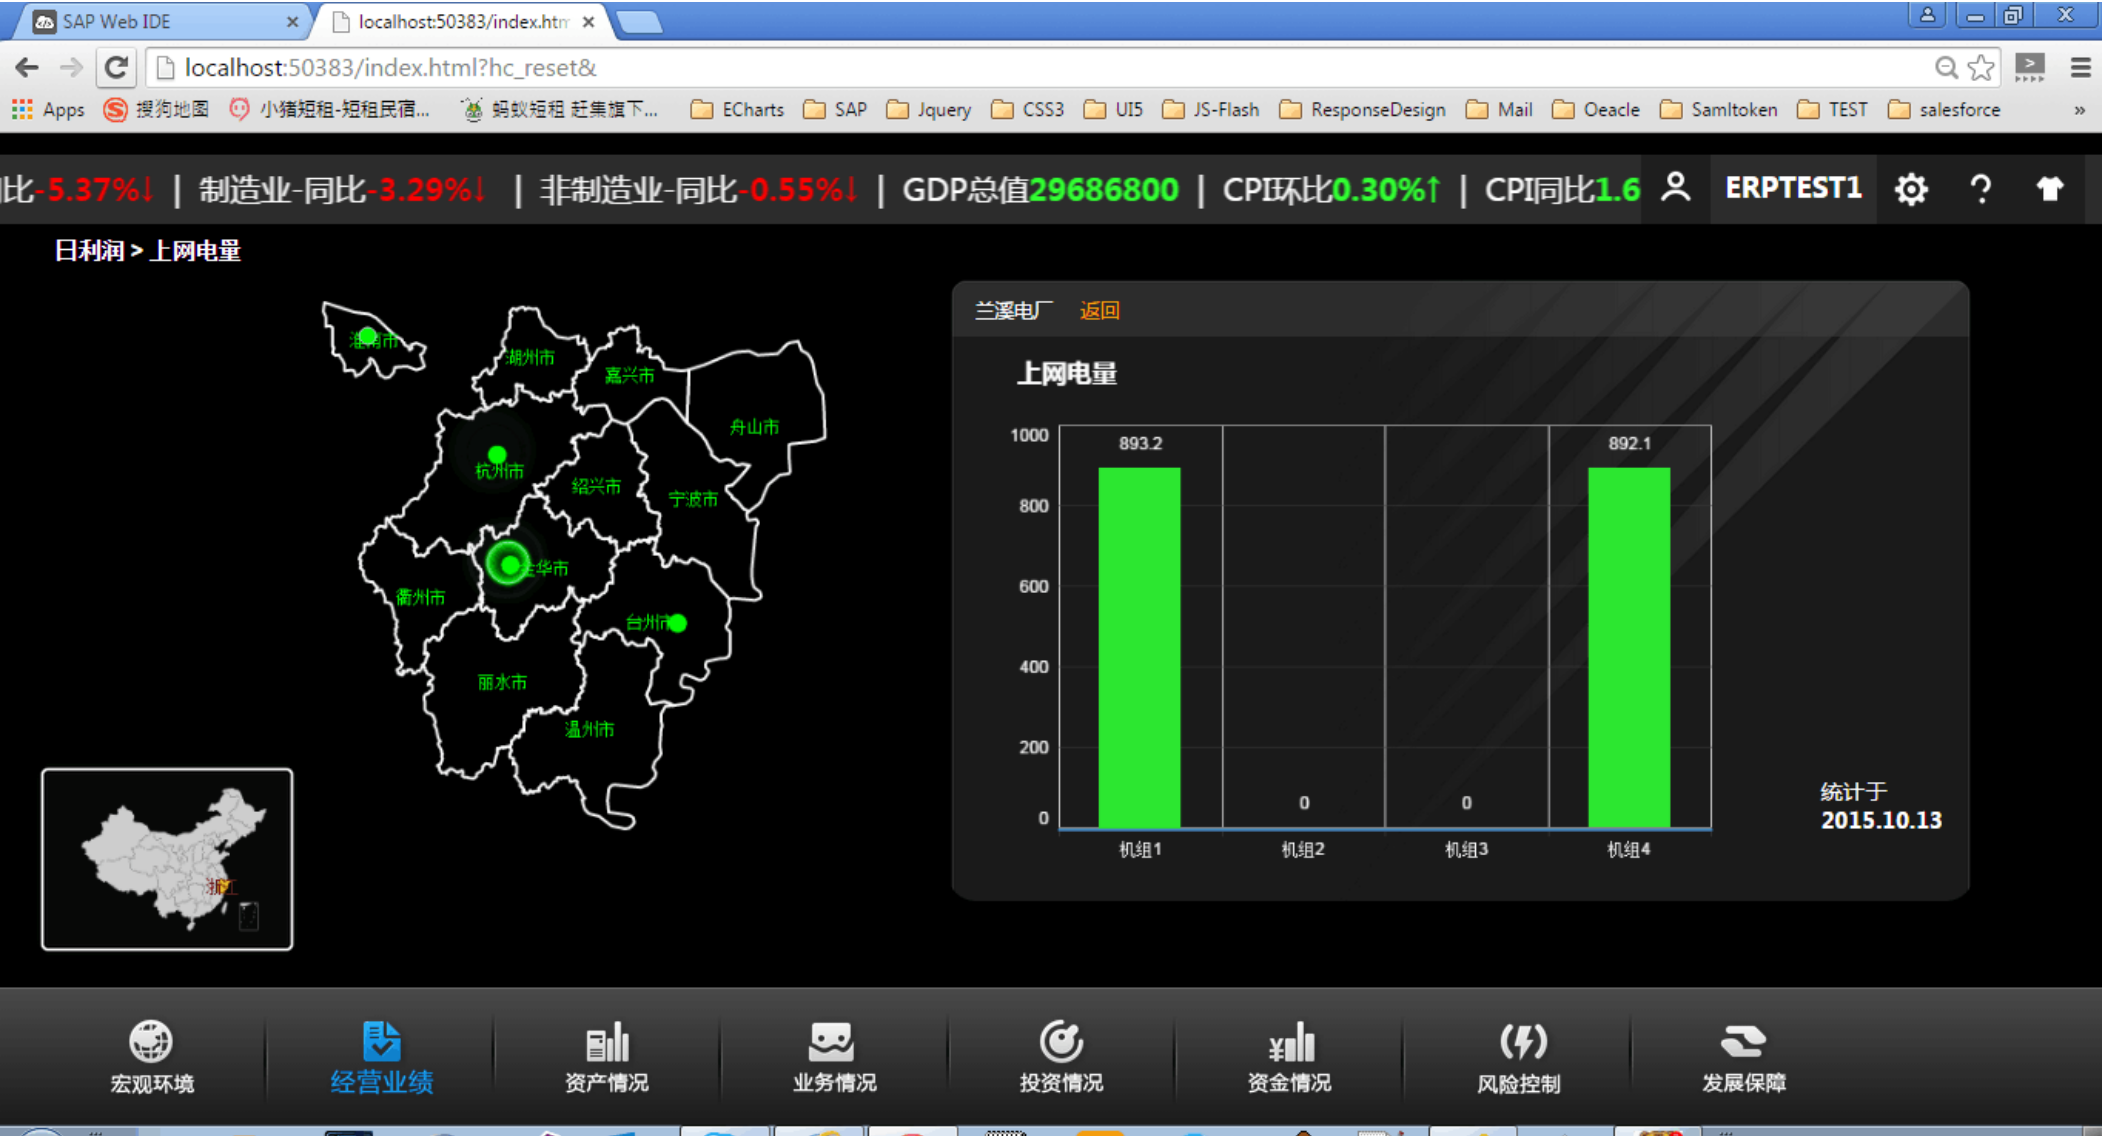 SAP Web IDE
localhost:50383/index.htm
localhost:50383/index.html?hc_reset&
Apps 搜狗地图 小猪短租-短租民宿... 蚂蚁短租 赶集旗下... ECharts SAP Jquery CSS3 UI5 JS-Flash ResponseDesign Mail Oeacle Samltoken TEST salesforce »
比-5.37%↓ | 制造业-同比-3.29%↓ | 非制造业-同比-0.55%↓ | GDP总值29686800 | CPI环比0.30%↑ | CPI同比1.6
ERPTEST1
日利润 > 上网电量
淮南市
湖州市
嘉兴市
舟山市
杭州市
绍兴市
宁波市
金华市
衢州市
台州市
丽水市
温州市
浙江
兰溪电厂 返回
上网电量
1000
800
600
400
200
0
893.2
0
0
892.1
机组1 机组2 机组3 机组4
统计于
2015.10.13
宏观环境 经营业绩 资产情况 业务情况 投资情况 资金情况 风险控制 发展保障